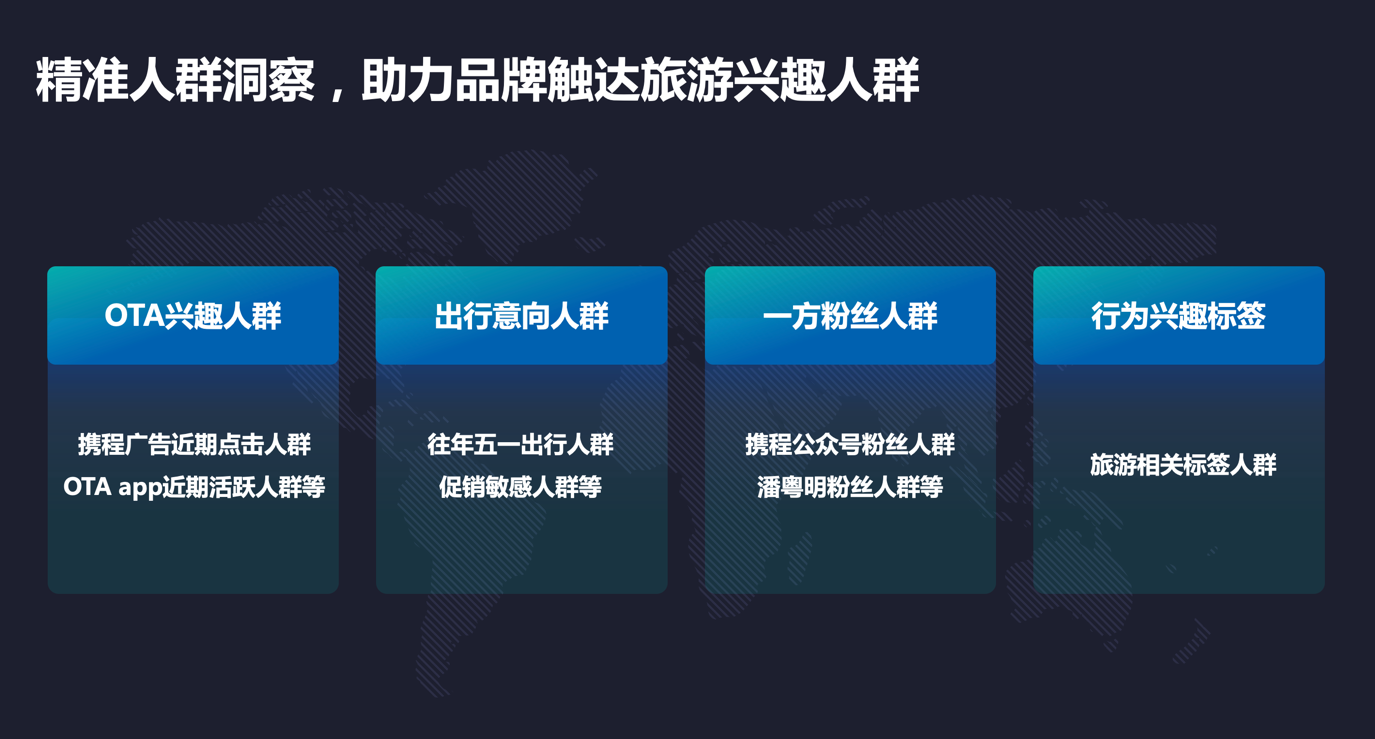 精准人群洞察，助力品牌触达旅游兴趣人群
OTA兴趣人群
携程广告近期点击人群
OTA app近期活跃人群等
出行意向人群
往年五一出行人群
促销敏感人群等
一方粉丝人群
携程公众号粉丝人群
潘粤明粉丝人群等
行为兴趣标签
旅游相关标签人群